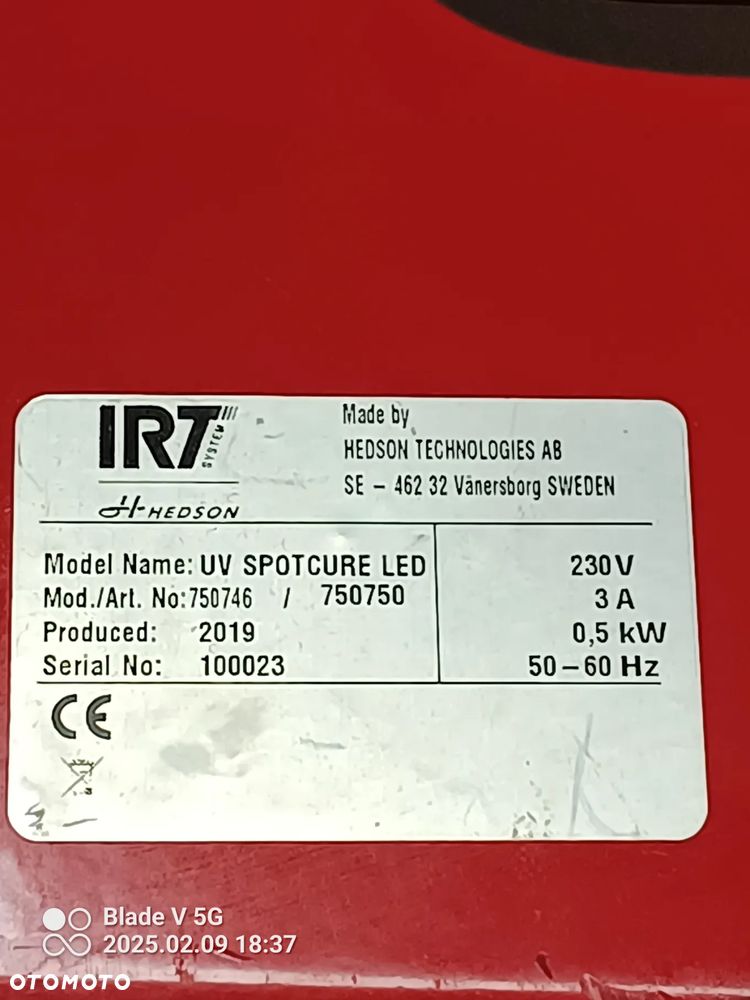 IRT SYSTEM
HEDSON
Made by
HEDSON TECHNOLOGIES AB
SE – 462 32 Vänersborg SWEDEN
Model Name: UV SPOTCURE LED
Mod./Art. No: 750746 / 750750
Produced: 2019
Serial No: 100023
230 V
3 A
0,5 kW
50–60 Hz
CE
Blade V 5G
2025.02.09 18:37
OTOMOTO